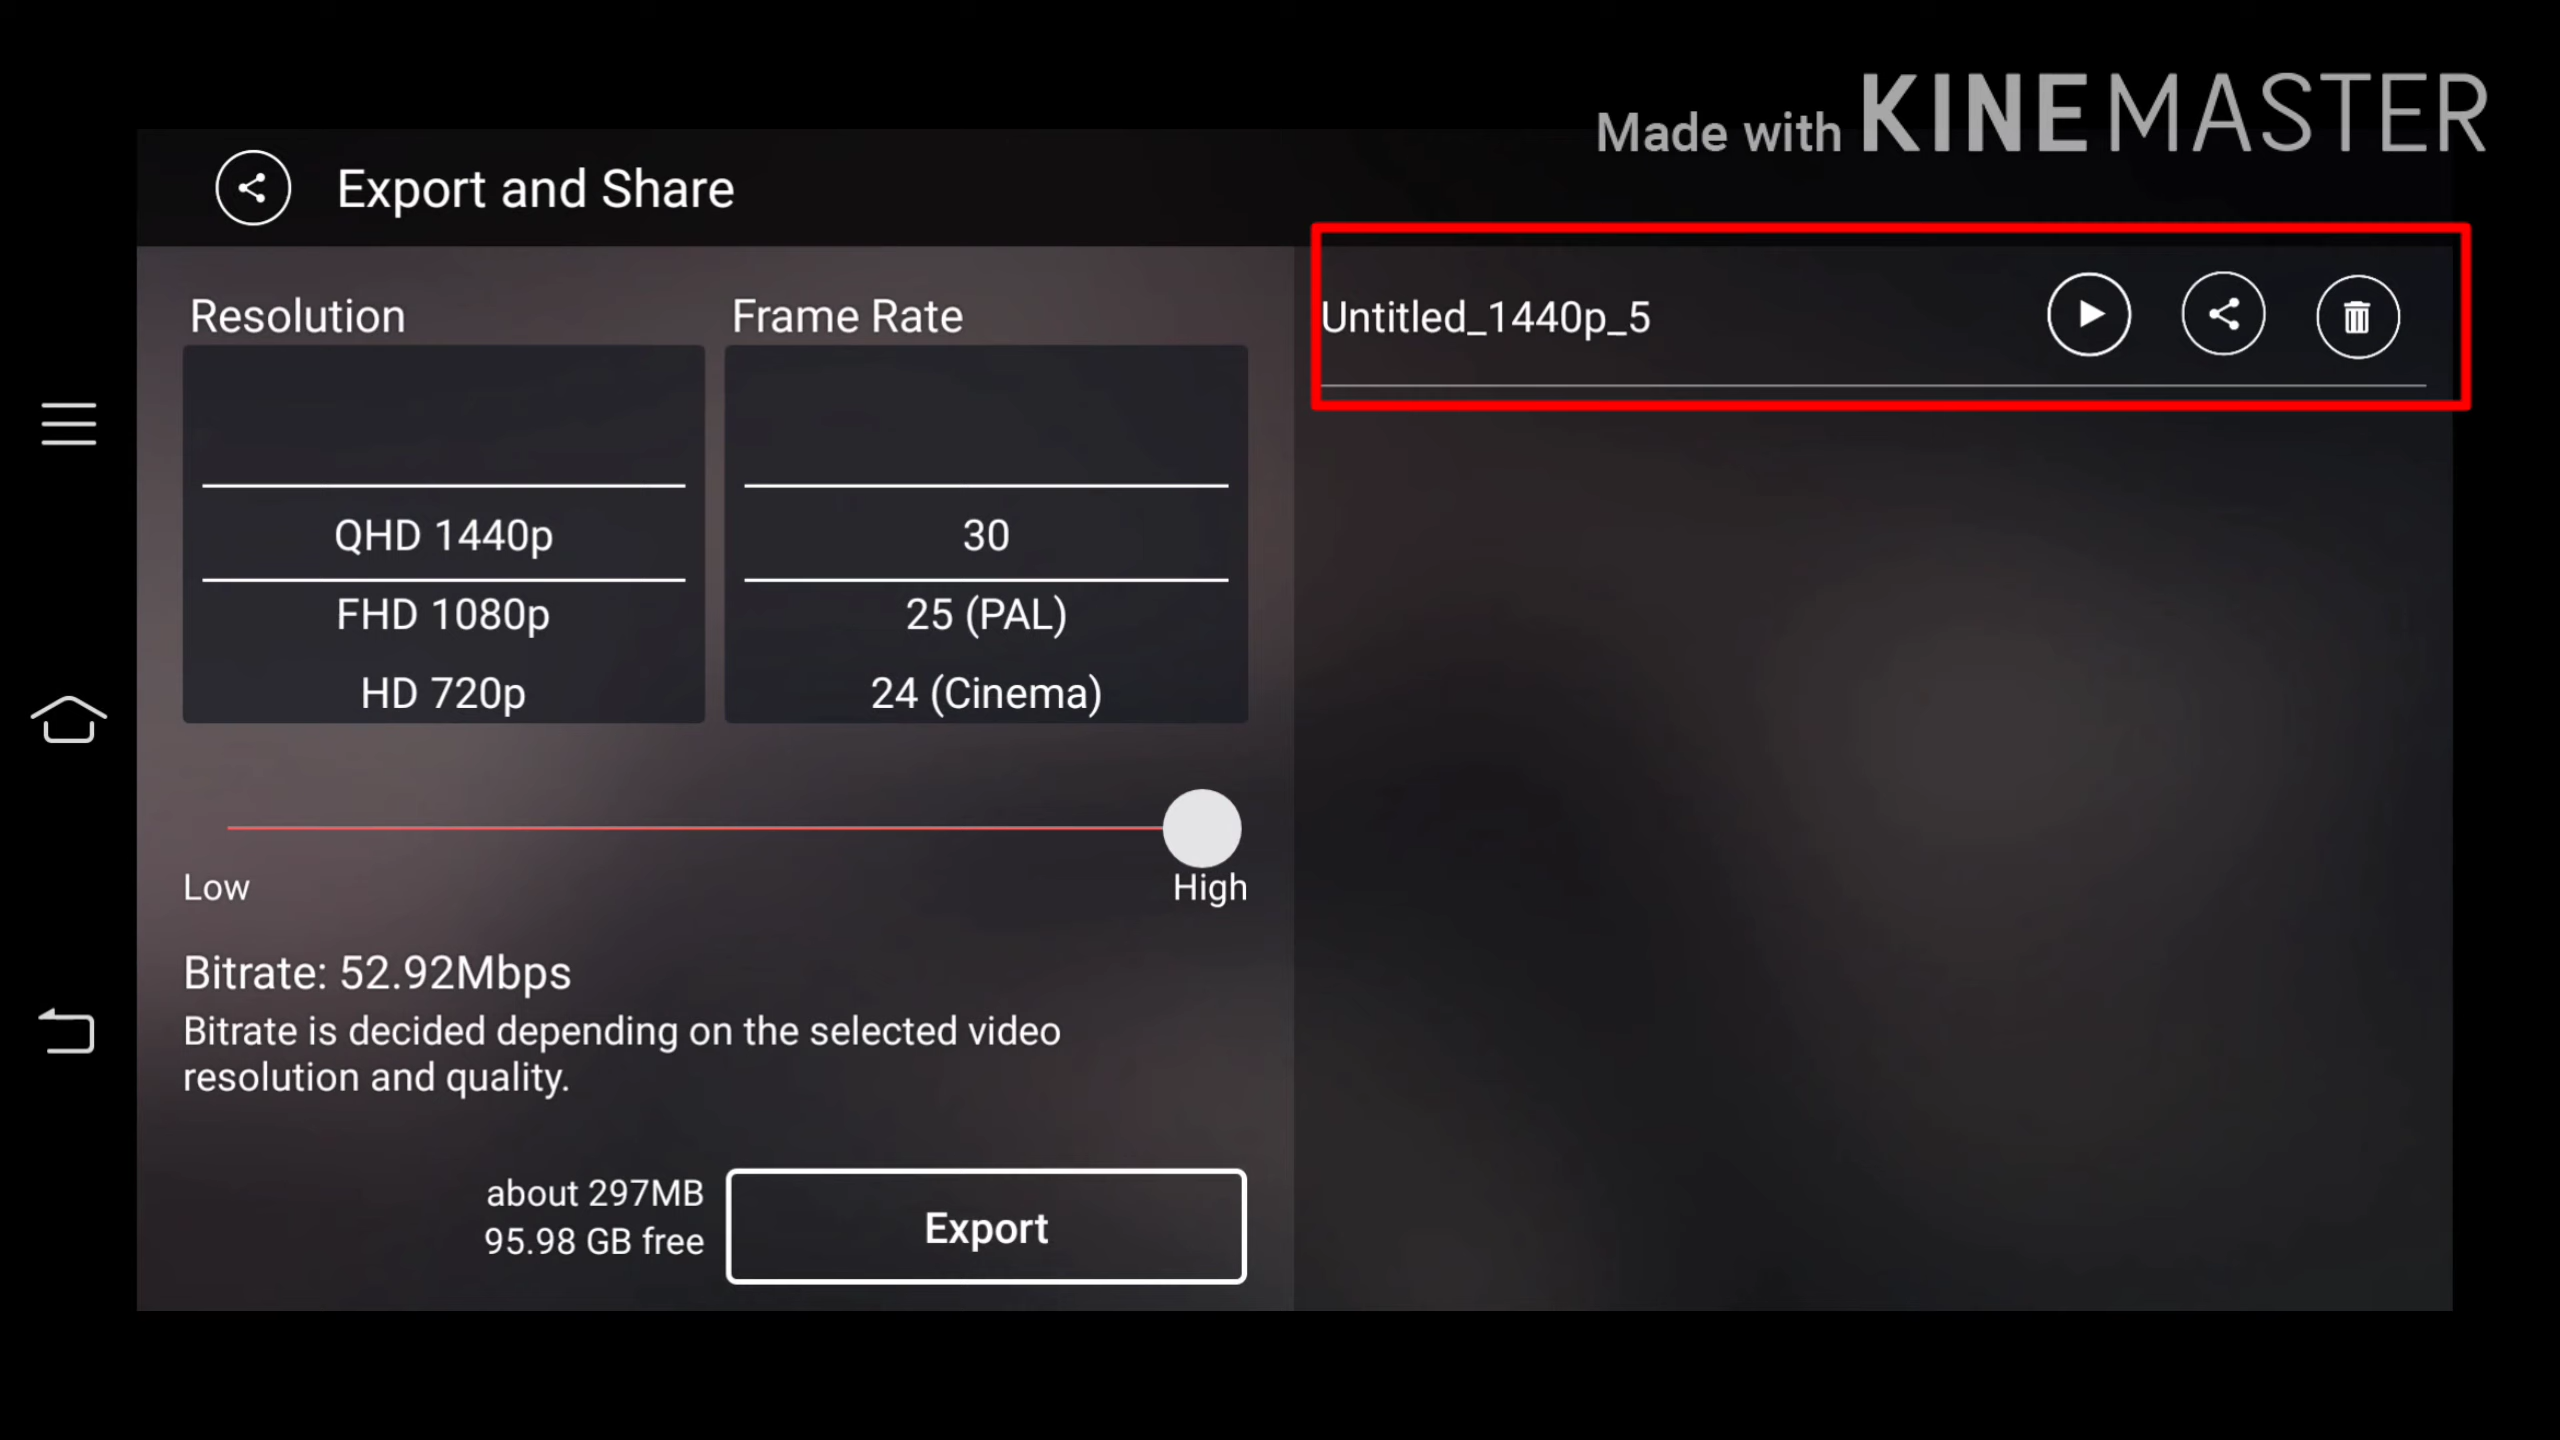 Made with KINEMASTER
Export and Share
Resolution
Frame Rate
QHD 1440p
FHD 1080p
HD 720p
30
25 (PAL)
24 (Cinema)
Low
High
Bitrate: 52.92Mbps
Bitrate is decided depending on the selected video
resolution and quality.
about 297MB
95.98 GB free
Export
Untitled_1440p_5